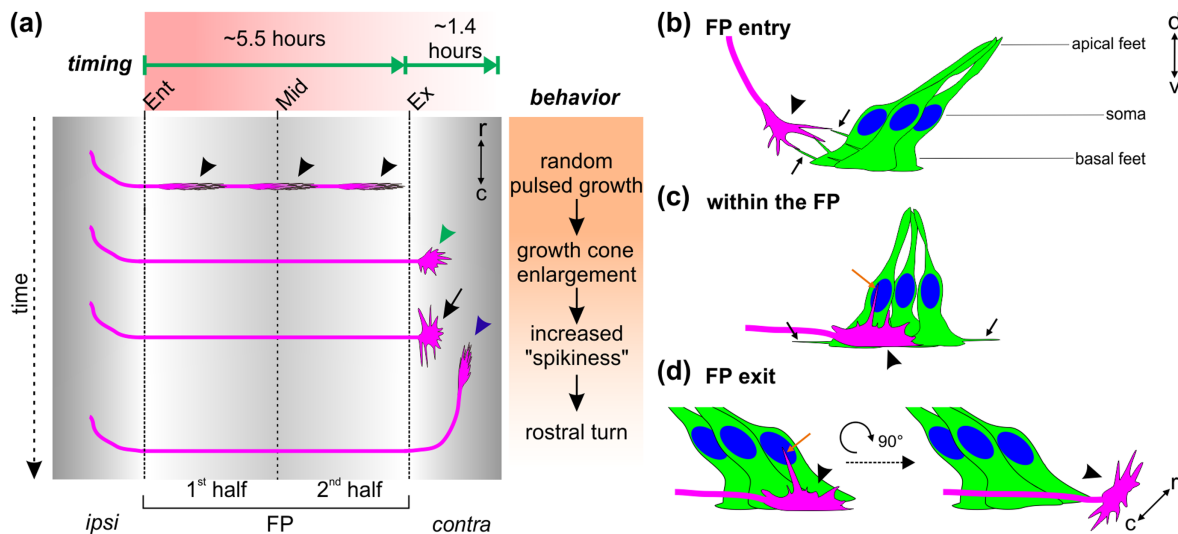 (a)
~5.5 hours
~1.4
hours
timing
Ent
Mid
Ex
behavior
time
r
c
random
pulsed growth
growth cone
enlargement
increased
"spikiness"
rostral turn
1st half
2nd half
ipsi
FP
contra
(b) FP entry
d
v
apical feet
soma
basal feet
(c) within the FP
(d) FP exit
90°
r
c